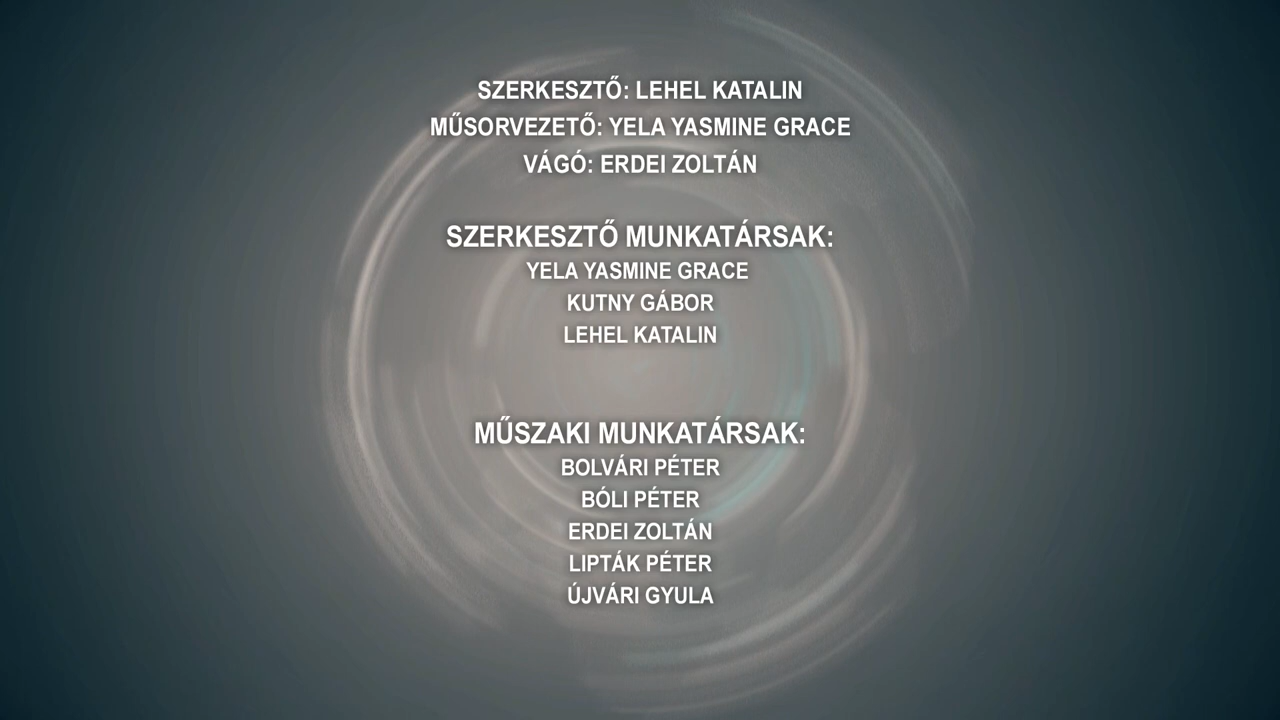 SZERKESZTŐ: LEHEL KATALIN
MŰSORVEZETŐ: YELA YASMINE GRACE
VÁGÓ: ERDEI ZOLTÁN
SZERKESZTŐ MUNKATÁRSAK:
YELA YASMINE GRACE
KUTNY GÁBOR
LEHEL KATALIN
MŰSZAKI MUNKATÁRSAK:
BOLVÁRI PÉTER
BÓLI PÉTER
ERDEI ZOLTÁN
LIPTÁK PÉTER
ÚJVÁRI GYULA